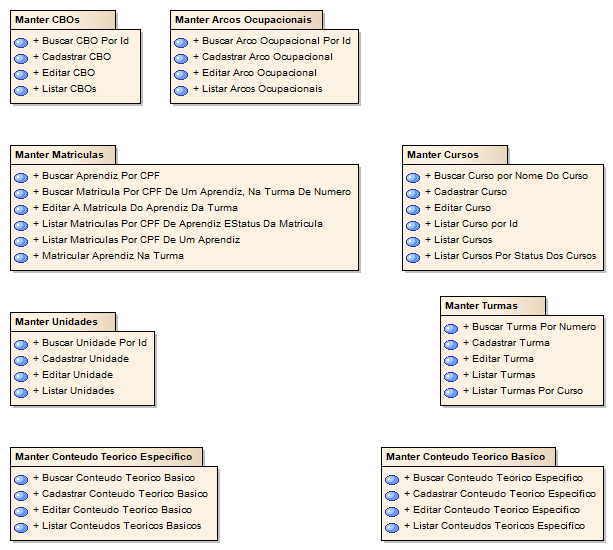 Manter CBOs
+ Buscar CBO Por Id
+ Cadastrar CBO
+ Editar CBO
+ Listar CBOs
Manter Arcos Ocupacionais
+ Buscar Arco Ocupacional Por Id
+ Cadastrar Arco Ocupacional
+ Editar Arco Ocupacional
+ Listar Arcos Ocupacionais
Manter Matriculas
+ Buscar Aprendiz Por CPF
+ Buscar Matricula Por CPF De Um Aprendiz, Na Turma De Numero
+ Editar A Matricula Do Aprendiz Da Turma
+ Listar Matriculas Por CPF De Aprendiz EStatus Da Matricula
+ Listar Matriculas Por CPF De Um Aprendiz
+ Matricular Aprendiz Na Turma
Manter Cursos
+ Buscar Curso por Nome Do Curso
+ Cadastrar Curso
+ Editar Curso
+ Listar Curso por Id
+ Listar Cursos
+ Listar Cursos Por Status Dos Cursos
Manter Unidades
+ Buscar Unidade Por Id
+ Cadastrar Unidade
+ Editar Unidade
+ Listar Unidades
Manter Turmas
+ Buscar Turma Por Numero
+ Cadastrar Turma
+ Editar Turma
+ Listar Turmas
+ Listar Turmas Por Curso
Manter Conteudo Teorico Especifico
+ Buscar Conteudo Teorico Basico
+ Cadastrar Conteudo Teorico Basico
+ Editar Conteudo Teorico Basico
+ Listar Conteudos Teoricos Basicos
Manter Conteudo Teorico Basico
+ Buscar Conteudo Teorico Especifico
+ Cadastrar Conteudo Teorico Especifico
+ Editar Conteudo Teorico Especifico
+ Listar Conteudos Teoricos Especifico